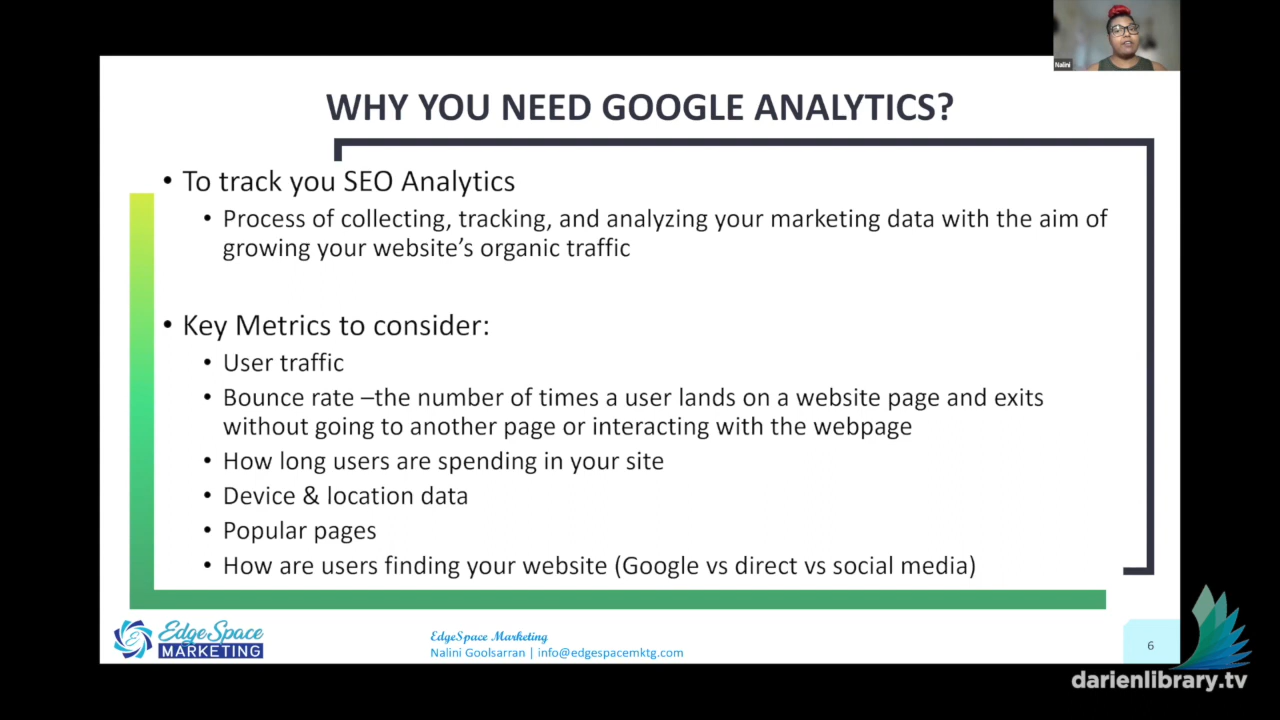 Nalini
WHY YOU NEED GOOGLE ANALYTICS?
• To track you SEO Analytics
• Process of collecting, tracking, and analyzing your marketing data with the aim of
growing your website’s organic traffic
• Key Metrics to consider:
• User traffic
• Bounce rate –the number of times a user lands on a website page and exits
without going to another page or interacting with the webpage
• How long users are spending in your site
• Device & location data
• Popular pages
• How are users finding your website (Google vs direct vs social media)
EdgeSpace
MARKETING
EdgeSpace Marketing
Nalini Goolsarran | info@edgespacemktg.com
6
darienlibrary.tv